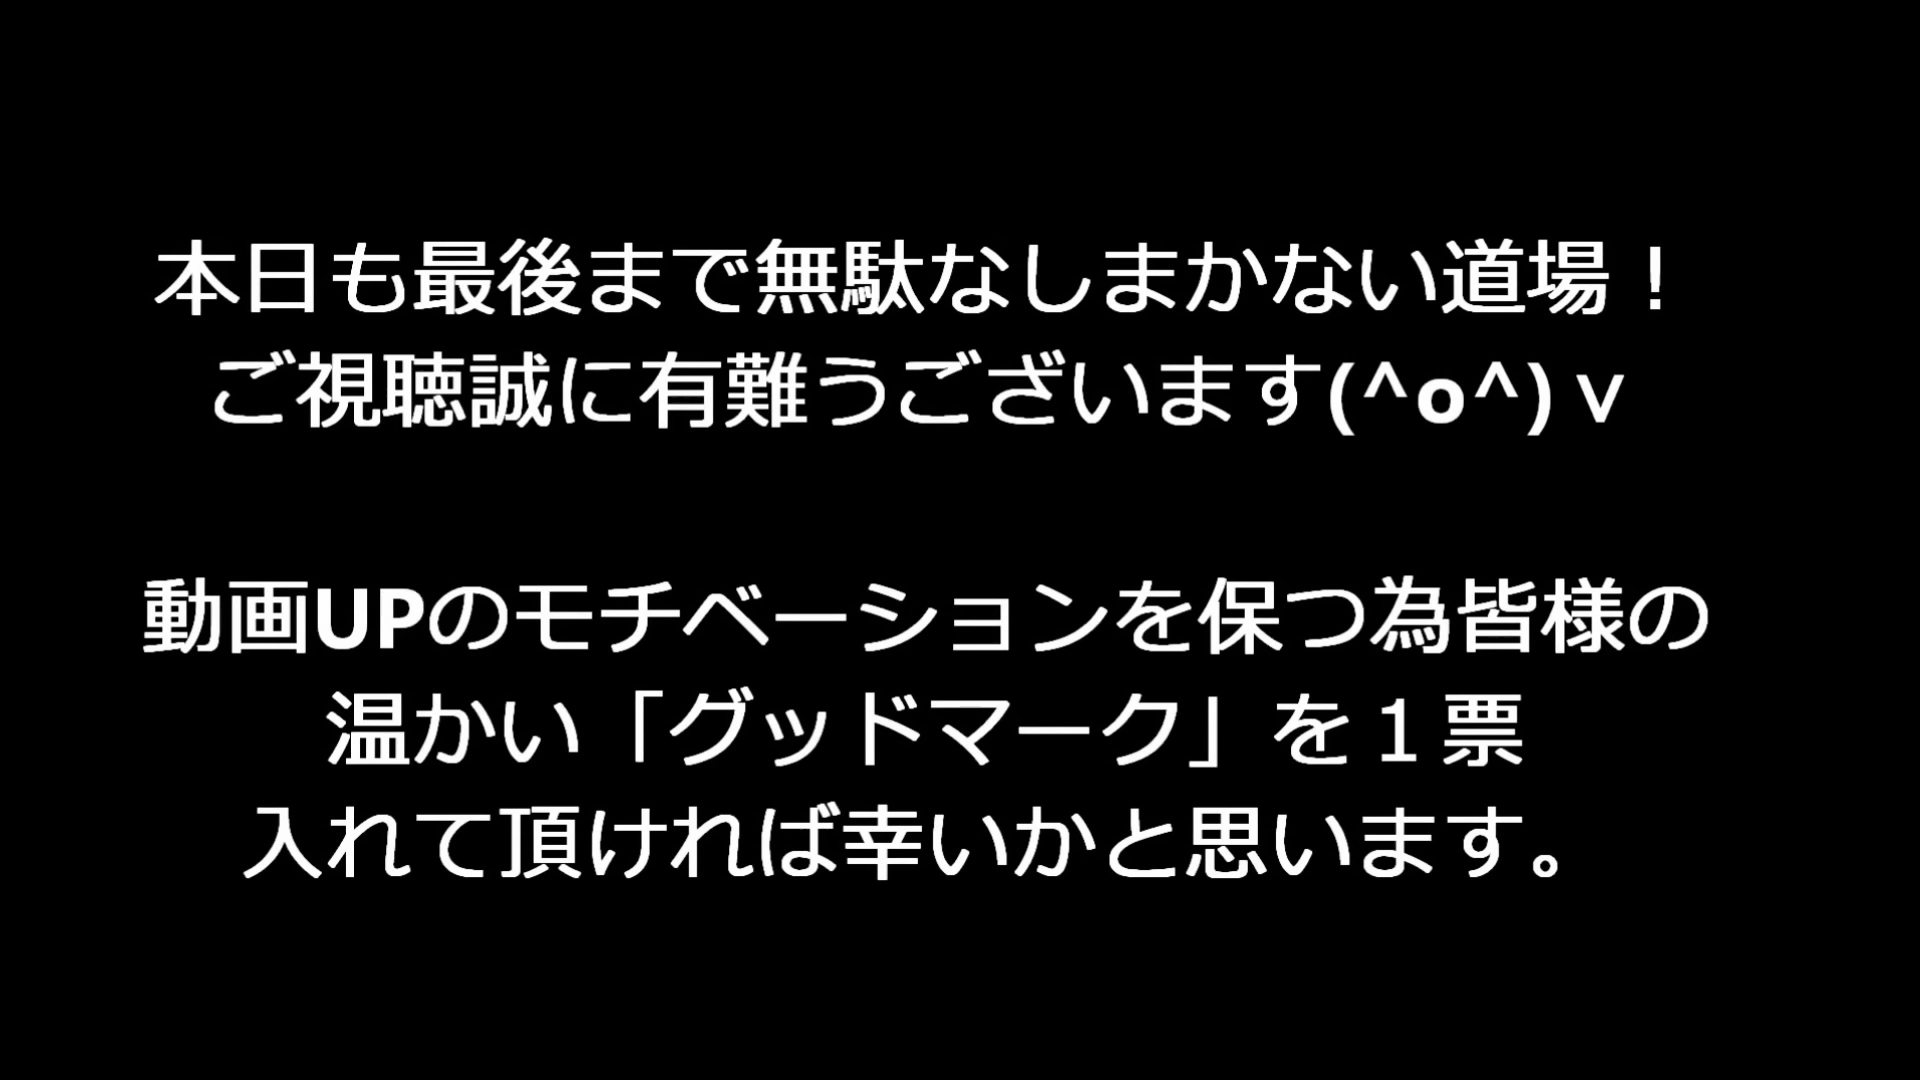 本日も最後まで無駄なしまかない道場！
ご視聴誠に有難うございます(^o^)ｖ
動画UPのモチベーションを保つ為皆様の
温かい「グッドマーク」を１票
入れて頂ければ幸いかと思います。